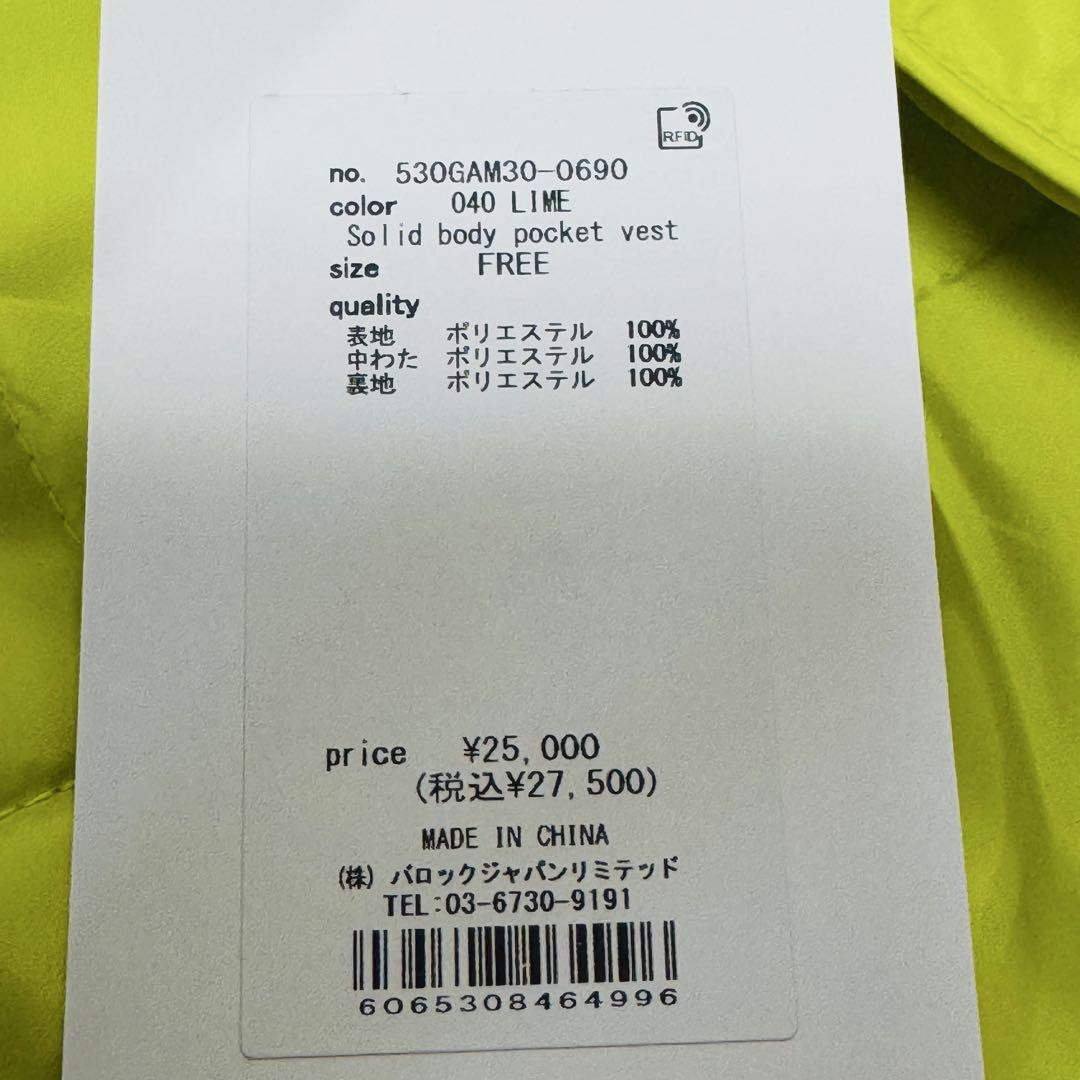 RFID
no. 530GAM30-0690
color 040 LIME
Solid body pocket vest
size FREE
quality
表地 ポリエステル 100%
中わた ポリエステル 100%
裏地 ポリエステル 100%
price ¥25,000
(税込¥27,500)
MADE IN CHINA
(株) バロックジャパンリミテッド
TEL:03-6730-9191
6065308464996